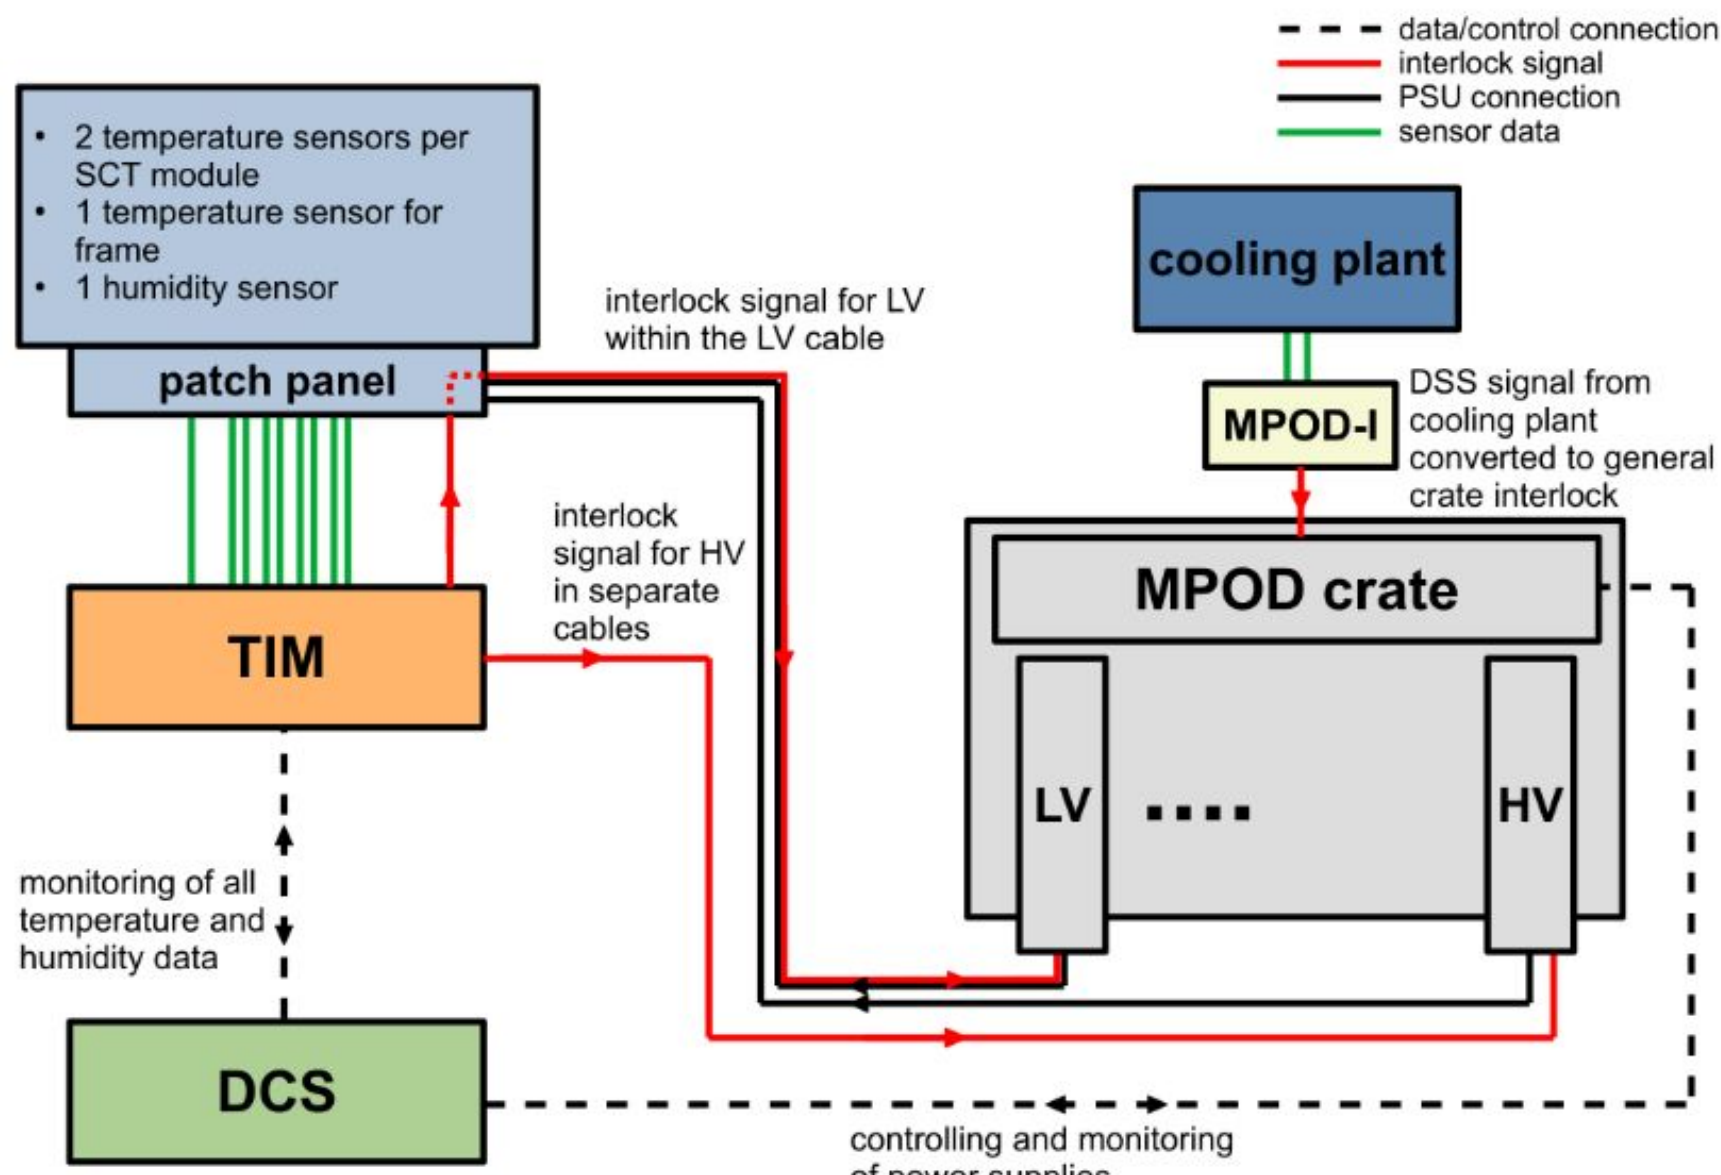 data/control connection
interlock signal
PSU connection
sensor data
• 2 temperature sensors per
SCT module
• 1 temperature sensor for
frame
• 1 humidity sensor
patch panel
interlock signal for LV
within the LV cable
cooling plant
MPOD-I
DSS signal from
cooling plant
converted to general
crate interlock
interlock
signal for HV
in separate
cables
TIM
MPOD crate
LV
....
HV
monitoring of all
temperature and
humidity data
DCS
controlling and monitoring
of power supplies